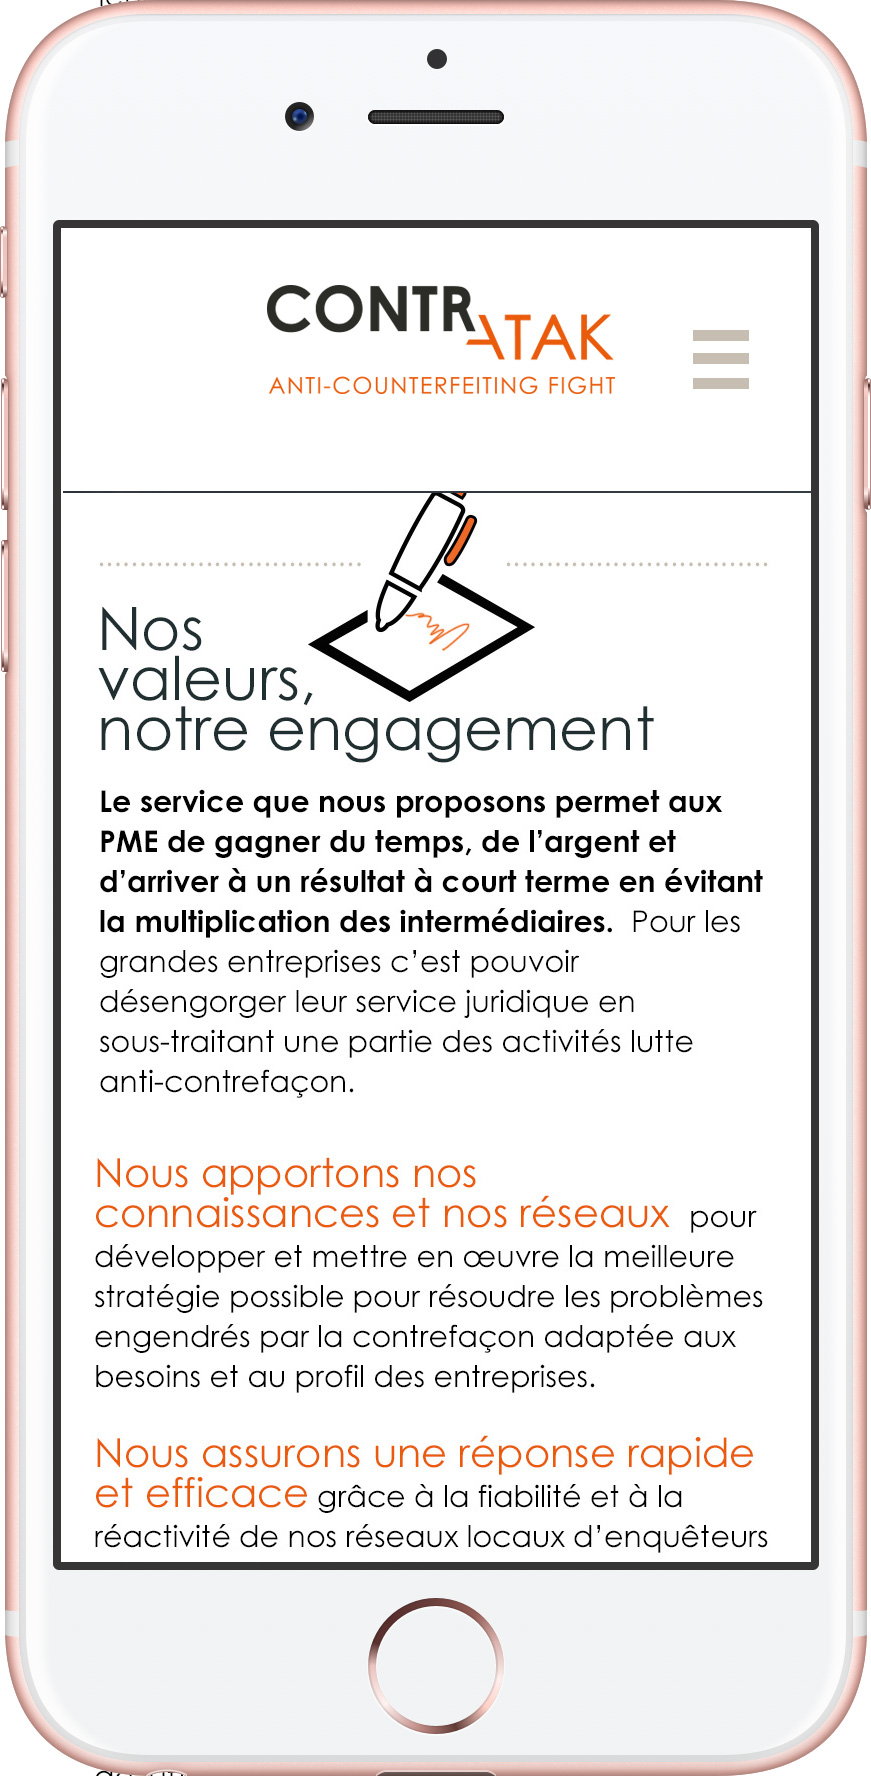 CONTRATAK
ANTI-COUNTERFEITING FIGHT
Nos
valeurs,
notre engagement
Le service que nous proposons permet aux
PME de gagner du temps, de l’argent et
d’arriver à un résultat à court terme en évitant
la multiplication des intermédiaires. Pour les
grandes entreprises c’est pouvoir
désengorger leur service juridique en
sous-traitant une partie des activités lutte
anti-contrefaçon.
Nous apportons nos
connaissances et nos réseaux pour
développer et mettre en œuvre la meilleure
stratégie possible pour résoudre les problèmes
engendrés par la contrefaçon adaptée aux
besoins et au profil des entreprises.
Nous assurons une réponse rapide
et efficace grâce à la fiabilité et à la
réactivité de nos réseaux locaux d’enquêteurs